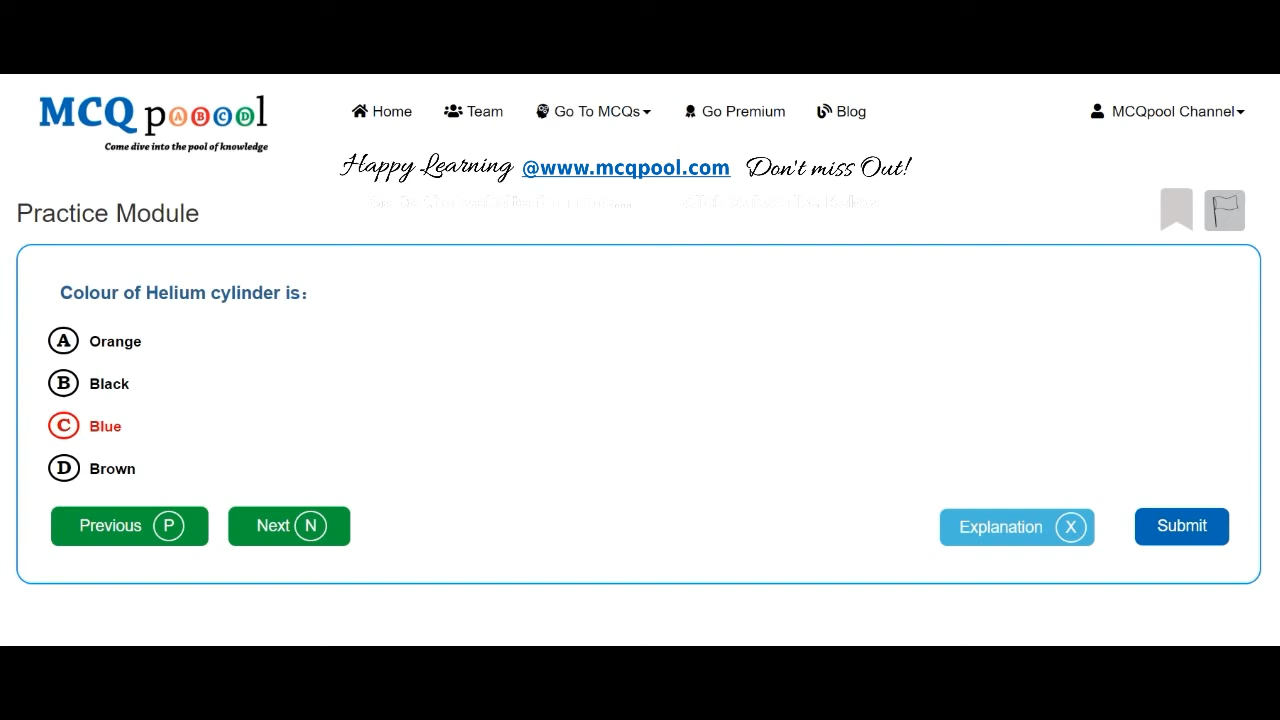 MCQ pooool
Come dive into the pool of knowledge
Home Team Go To MCQs Go Premium Blog MCQpool Channel
Happy Learning @www.mcqpool.com Don't miss Out!
Practice Module
Colour of Helium cylinder is:
A Orange
B Black
C Blue
D Brown
Previous P Next N Explanation X Submit